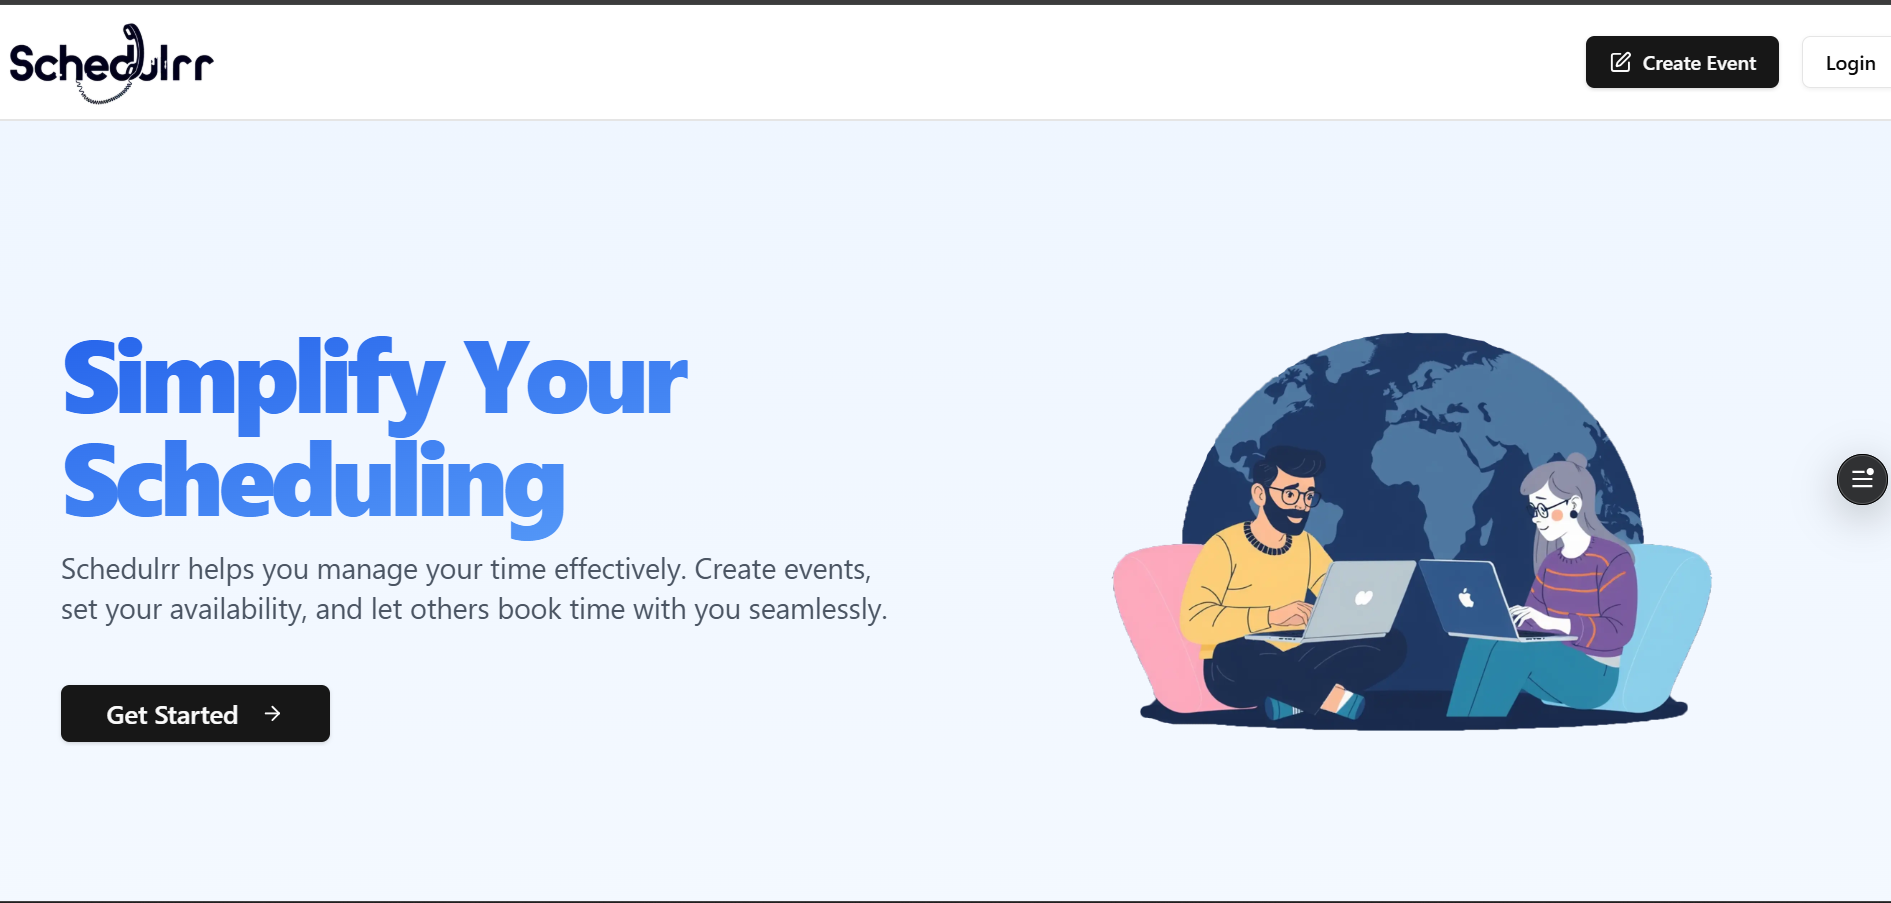 Schedulrr
Create Event
Login
Simplify Your
Scheduling
Schedulrr helps you manage your time effectively. Create events,
set your availability, and let others book time with you seamlessly.
Get Started